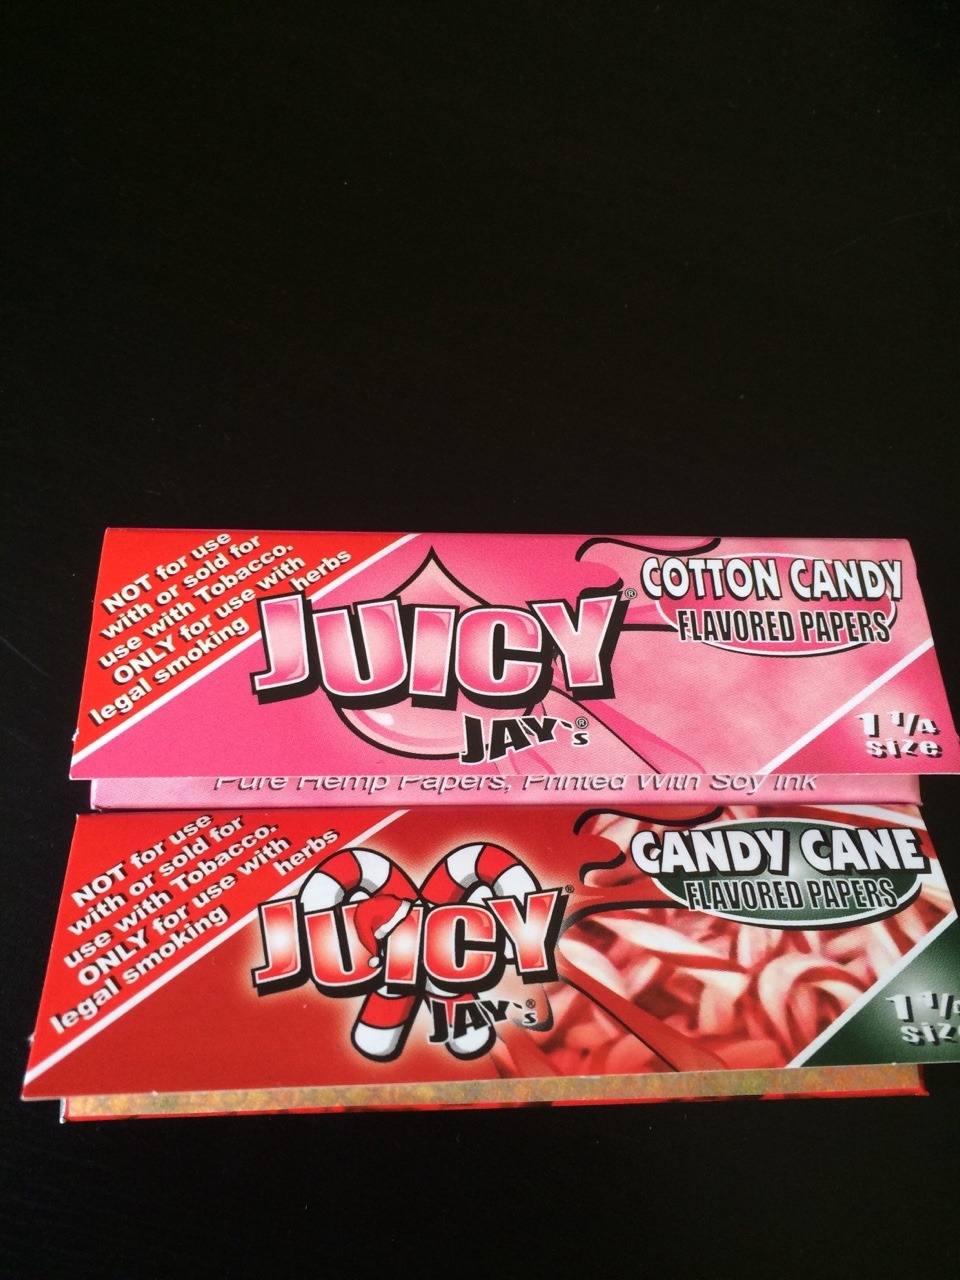 NOT for use
with or sold for
use with Tobacco.
ONLY for use with
legal smoking herbs
JUICY®
JAY's®
COTTON CANDY
FLAVORED PAPERS
1 1/4
size
Pure Hemp Papers, Printed With Soy Ink
NOT for use
with or sold for
use with Tobacco.
ONLY for use with
legal smoking herbs
JUICY®
JAY's®
CANDY CANE
FLAVORED PAPERS
1 1/4
size